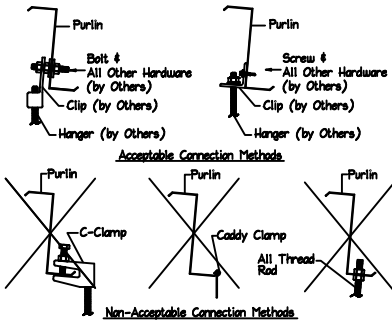 Purlin
Bolt &
All Other Hardware
(by Others)
Clip (by Others)
Hanger (by Others)
Purlin
Screw &
All Other Hardware
(by Others)
Clip (by Others)
Hanger (by Others)
Acceptable Connection Methods
Purlin
C-Clamp
Purlin
Caddy Clamp
Purlin
All Thread
Rod
Non-Acceptable Connection Methods